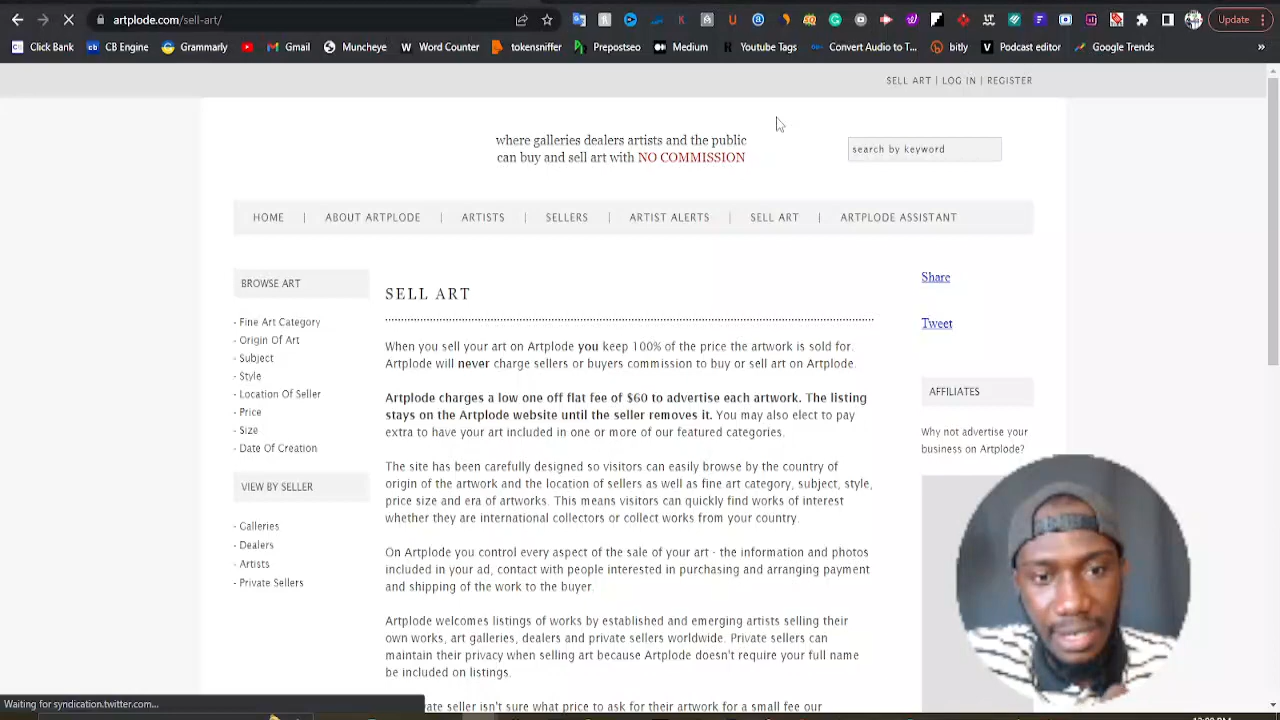 artplode.com/sell-art/
Update
Click Bank
CB Engine
Grammarly
Gmail
Muncheye
Word Counter
tokensniffer
Prepostseo
Medium
Youtube Tags
Convert Audio to T...
bitly
Podcast editor
Google Trends
»
SELL ART | LOG IN | REGISTER
where galleries dealers artists and the public
can buy and sell art with NO COMMISSION
search by keyword
HOME | ABOUT ARTPLODE | ARTISTS | SELLERS | ARTIST ALERTS | SELL ART | ARTPLODE ASSISTANT
BROWSE ART
- Fine Art Category
- Origin Of Art
- Subject
- Style
- Location Of Seller
- Price
- Size
- Date Of Creation
VIEW BY SELLER
- Galleries
- Dealers
- Artists
- Private Sellers
SELL ART
When you sell your art on Artplode you keep 100% of the price the artwork is sold for.
Artplode will never charge sellers or buyers commission to buy or sell art on Artplode.
Artplode charges a low one off flat fee of $60 to advertise each artwork. The listing
stays on the Artplode website until the seller removes it. You may also elect to pay
extra to have your art included in one or more of our featured categories.
The site has been carefully designed so visitors can easily browse by the country of
origin of the artwork and the location of sellers as well as fine art category, subject, style,
price size and era of artworks. This means visitors can quickly find works of interest
whether they are international collectors or collect works from your country.
On Artplode you control every aspect of the sale of your art - the information and photos
included in your ad, contact with people interested in purchasing and arranging payment
and shipping of the work to the buyer.
Artplode welcomes listings of works by established and emerging artists selling their
own works, art galleries, dealers and private sellers worldwide. Private sellers can
maintain their privacy when selling art because Artplode doesn't require your full name
be included on listings.
seller isn't sure what price to ask for their artwork for a small fee our
Share
Tweet
AFFILIATES
Why not advertise your
business on Artplode?
Waiting for syndication.twitter.com...